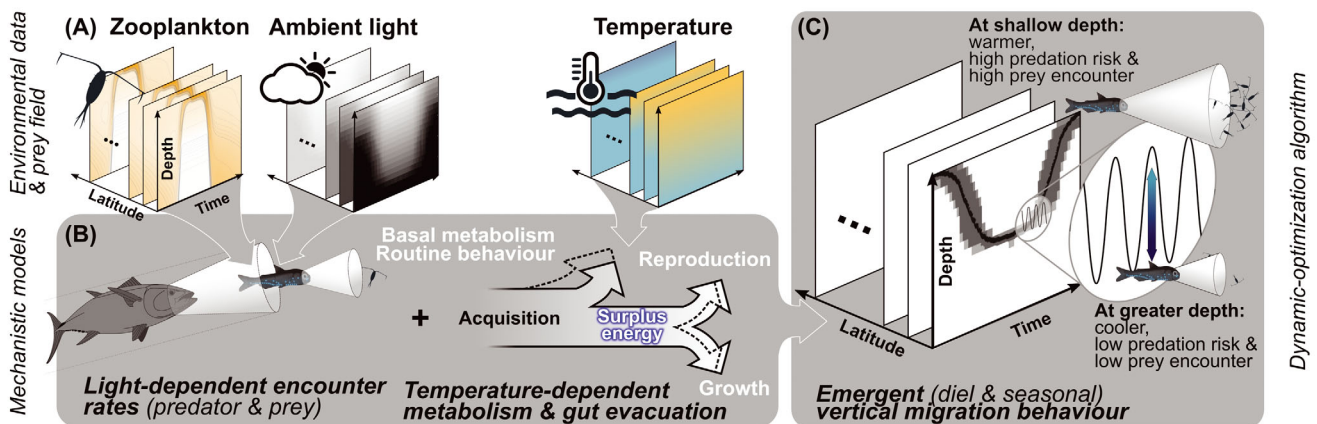 (A)
Zooplankton
Ambient light
Temperature
Environmental data
& prey field
...
Depth
Latitude
Time
...
...
(B)
Mechanistic models
Basal metabolism
Routine behaviour
Reproduction
+
Acquisition
Surplus
energy
Growth
Light-dependent encounter
rates (predator & prey)
Temperature-dependent
metabolism & gut evacuation
(C)
At shallow depth:
warmer,
high predation risk &
high prey encounter
...
Depth
Latitude
Time
At greater depth:
cooler,
low predation risk &
low prey encounter
Emergent (diel & seasonal)
vertical migration behaviour
Dynamic-optimization algorithm